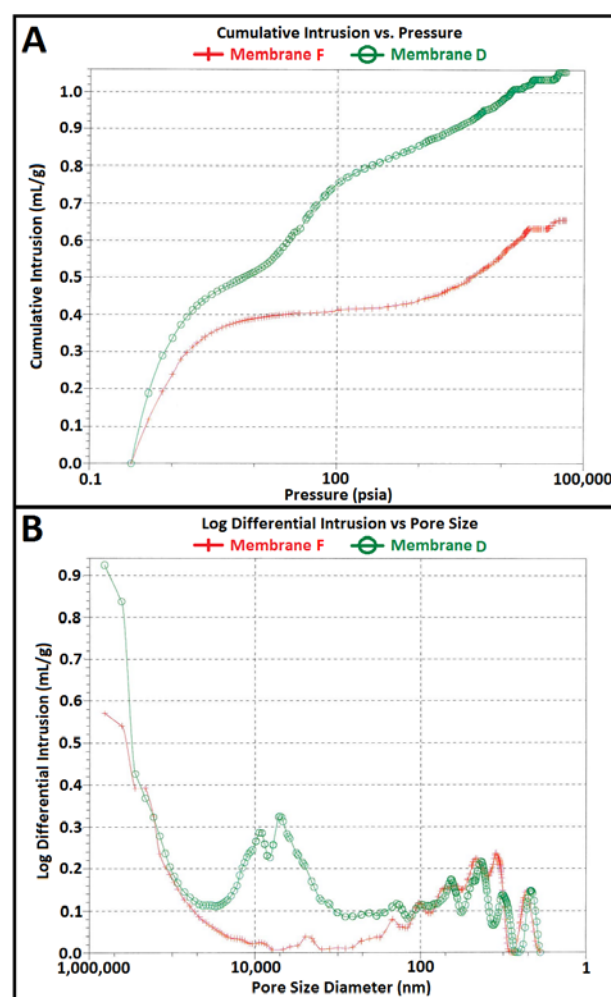 A
Cumulative Intrusion vs. Pressure
Membrane F Membrane D
Cumulative Intrusion (mL/g)
1.0
0.9
0.8
0.7
0.6
0.5
0.4
0.3
0.2
0.1
0.0
0.1 100 100,000
Pressure (psia)
B
Log Differential Intrusion vs Pore Size
Membrane F Membrane D
Log Differential Intrusion (mL/g)
0.9
0.8
0.7
0.6
0.5
0.4
0.3
0.2
0.1
0.0
1,000,000 10,000 100 1
Pore Size Diameter (nm)